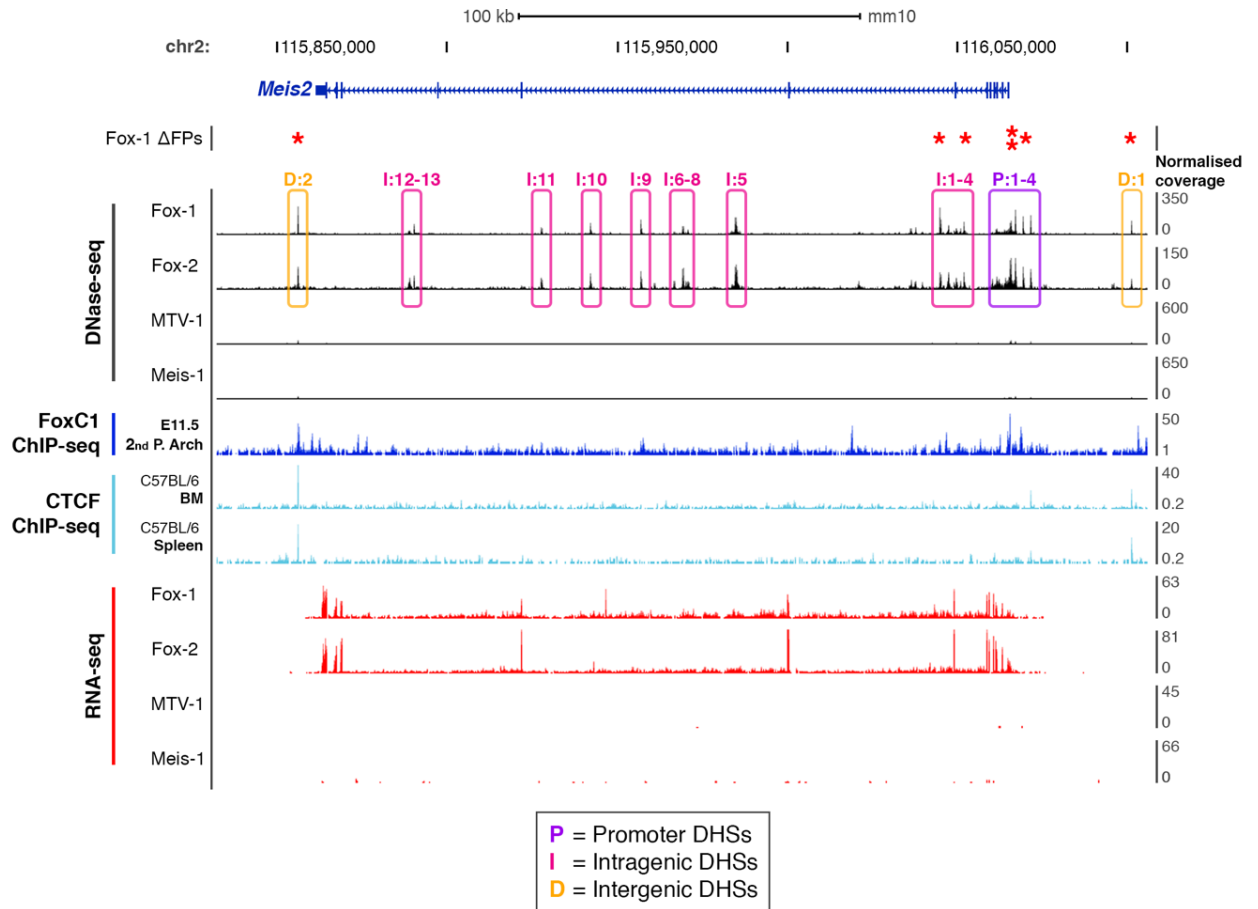 100 kb mm10
chr2: 115,850,000 115,950,000 116,050,000
Meis2
Fox-1 ΔFPs * * * * * * *
Normalised
coverage
D:2 I:12-13 I:11 I:10 I:9 I:6-8 I:5 I:1-4 P:1-4 D:1
DNase-seq
Fox-1 350
0
Fox-2 150
0
MTV-1 600
0
Meis-1 650
0
FoxC1
ChIP-seq
E11.5
2nd P. Arch
50
1
CTCF
ChIP-seq
C57BL/6
BM
40
0.2
C57BL/6
Spleen
20
0.2
RNA-seq
Fox-1 63
0
Fox-2 81
0
MTV-1 45
0
Meis-1 66
0
P = Promoter DHSs
I = Intragenic DHSs
D = Intergenic DHSs